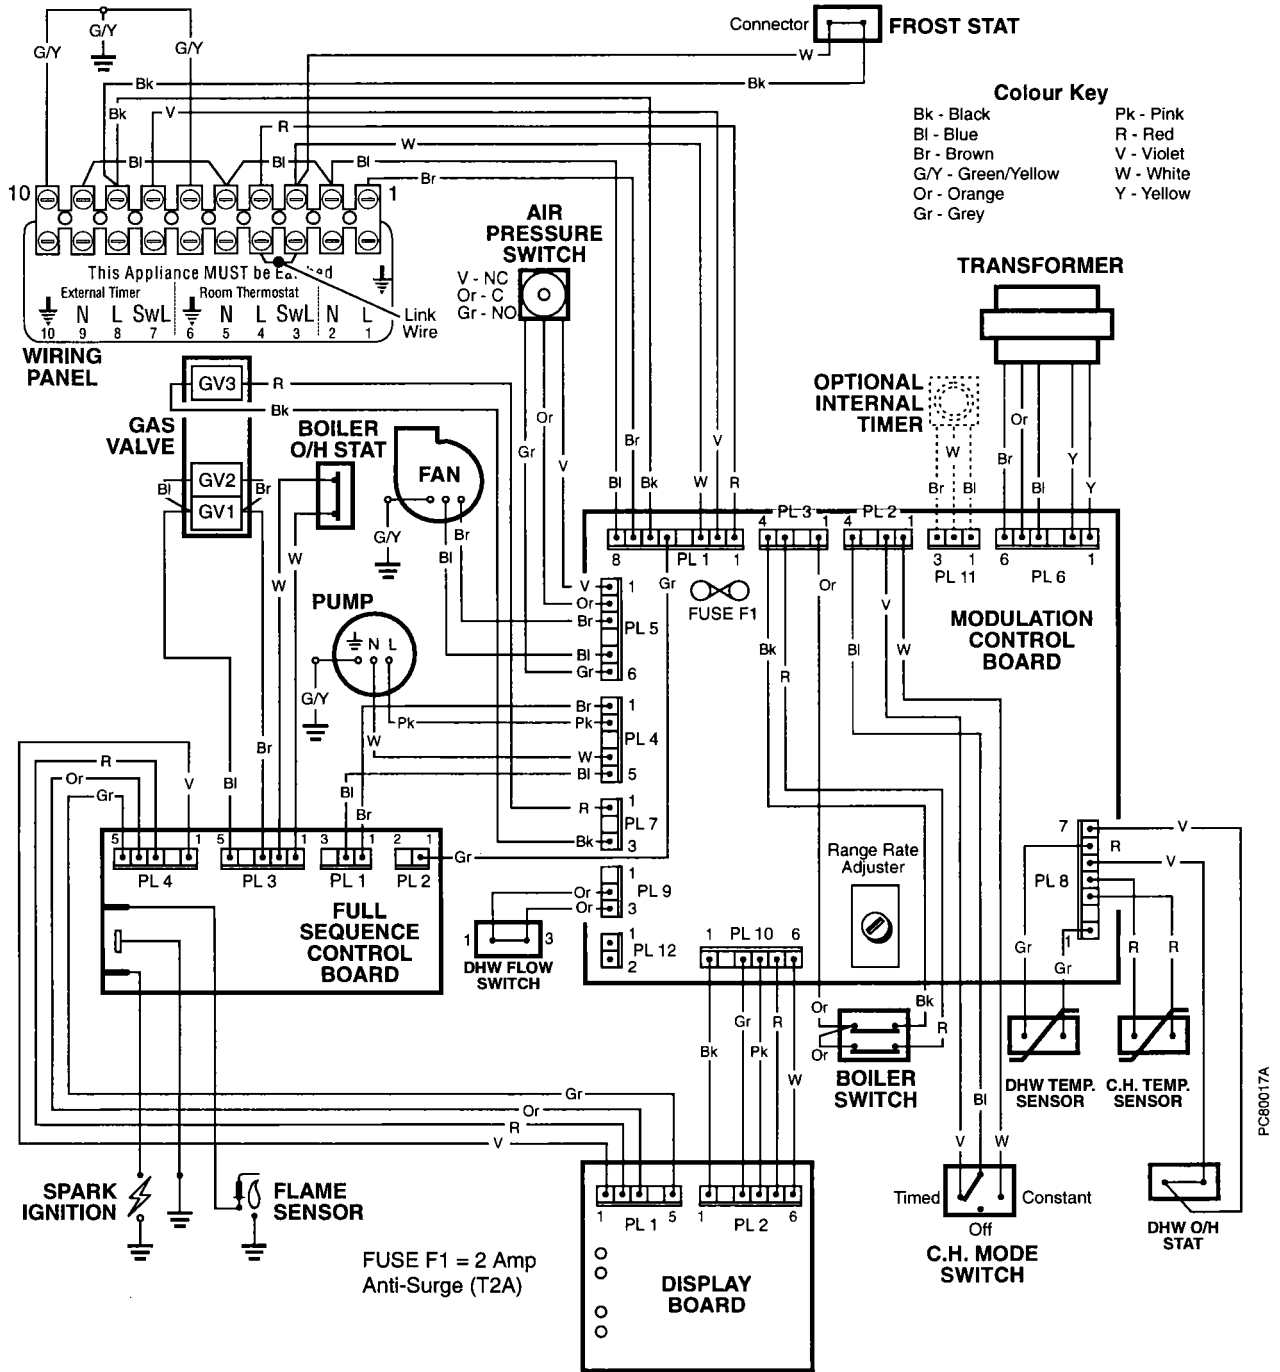 Connector
FROST STAT
G/Y
G/Y
G/Y
W
Bk
Bk
Colour Key
Bk - Black
Bl - Blue
Br - Brown
G/Y - Green/Yellow
Or - Orange
Gr - Grey
Pk - Pink
R - Red
V - Violet
W - White
Y - Yellow
Bk
V
R
W
Bl
Bl
Bl
Br
10
1
This Appliance MUST be
External Timer
Room Thermostat
N L SwL N L SwL N L
10 9 8 7 6 5 4 3 2 1
Link
Wire
WIRING
PANEL
AIR
PRESSURE
SWITCH
V - NC
Or - C
Gr - NO
TRANSFORMER
OPTIONAL
INTERNAL
TIMER
GV3
R
Bk
GAS
VALVE
GV2
GV1
Bl
Br
BOILER
O/H STAT
FAN
G/Y
Bl
Br
W
W
Gr
Or
V
Bl
Br
Bk
W
V
R
Br
W
Bl
Br
Or
Bl
Y
Y
8
PL 1
1
4
PL 3
1
4
PL 2
1
3
1
PL 11
6
1
PL 6
Gr
FUSE F1
MODULATION
CONTROL
BOARD
PUMP
N L
G/Y
W
Pk
V
Or
Br
Bl
Gr
1
PL 5
6
Br
Pk
W
Bl
1
PL 4
5
R
Bk
1
PL 7
3
Or
Or
1
PL 9
3
1
PL 12
2
Bk
R
Or
Bl
V
W
R
Or
Gr
V
Bl
Br
Bl
Br
5
1
PL 4
5
1
PL 3
3
1
PL 1
2
1
PL 2
Gr
FULL
SEQUENCE
CONTROL
BOARD
1
3
DHW FLOW
SWITCH
Range Rate
Adjuster
1
PL 10
6
7
PL 8
1
V
R
V
Gr
Gr
R
R
Bk
Gr
Pk
R
W
Or
Or
Bk
R
BOILER
SWITCH
DHW TEMP.
SENSOR
C.H. TEMP.
SENSOR
PC80017A
Gr
Or
R
V
SPARK
IGNITION
FLAME
SENSOR
1
PL 1
5
1
PL 2
6
DISPLAY
BOARD
V
Bl
W
Timed
Constant
Off
C.H. MODE
SWITCH
DHW O/H
STAT
FUSE F1 = 2 Amp
Anti-Surge (T2A)